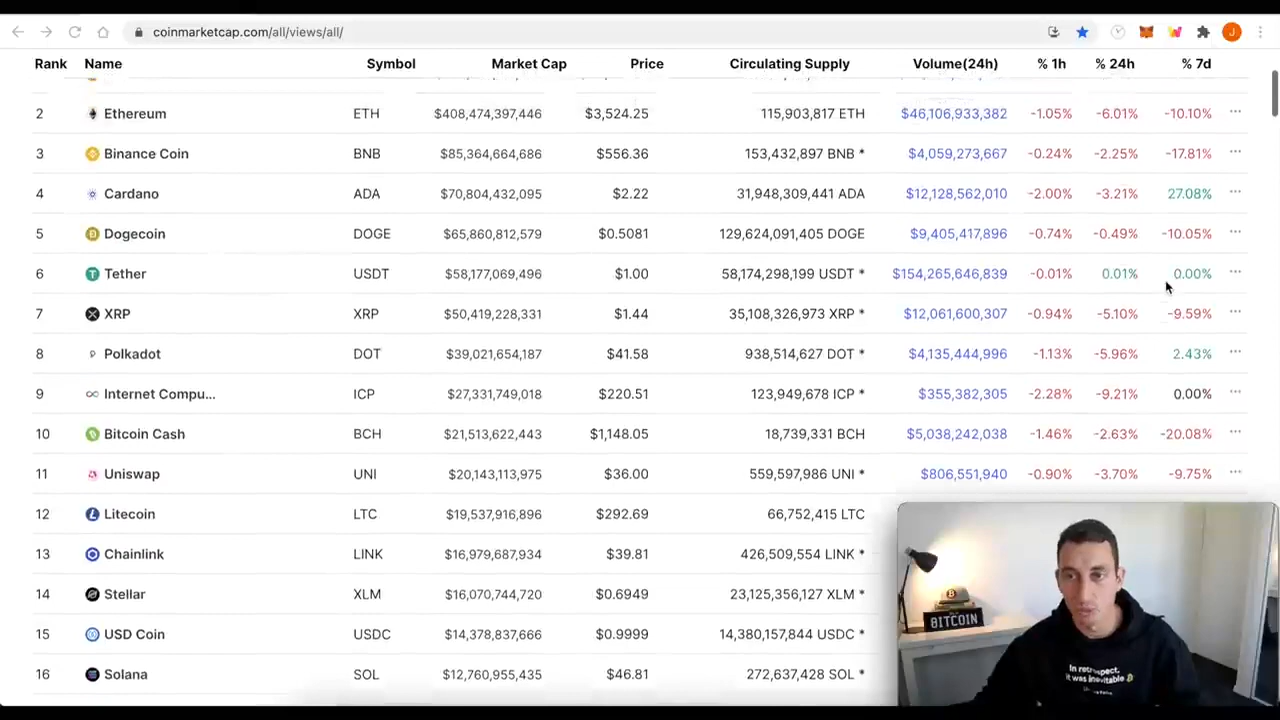 coinmarketcap.com/all/views/all/
J
Rank Name Symbol Market Cap Price Circulating Supply Volume(24h) % 1h % 24h % 7d
2 Ethereum ETH $408,474,397,446 $3,524.25 115,903,817 ETH $46,106,933,382 -1.05% -6.01% -10.10%
3 Binance Coin BNB $85,364,664,686 $556.36 153,432,897 BNB * $4,059,273,667 -0.24% -2.25% -17.81%
4 Cardano ADA $70,804,432,095 $2.22 31,948,309,441 ADA $12,128,562,010 -2.00% -3.21% 27.08%
5 Dogecoin DOGE $65,860,812,579 $0.5081 129,624,091,405 DOGE $9,405,417,896 -0.74% -0.49% -10.05%
6 Tether USDT $58,177,069,496 $1.00 58,174,298,199 USDT * $154,265,646,839 -0.01% 0.01% 0.00%
7 XRP XRP $50,419,228,331 $1.44 35,108,326,973 XRP * $12,061,600,307 -0.94% -5.10% -9.59%
8 Polkadot DOT $39,021,654,187 $41.58 938,514,627 DOT * $4,135,444,996 -1.13% -5.96% 2.43%
9 Internet Compu... ICP $27,331,749,018 $220.51 123,949,678 ICP * $355,382,305 -2.28% -9.21% 0.00%
10 Bitcoin Cash BCH $21,513,622,443 $1,148.05 18,739,331 BCH $5,038,242,038 -1.46% -2.63% -20.08%
11 Uniswap UNI $20,143,113,975 $36.00 559,597,986 UNI * $806,551,940 -0.90% -3.70% -9.75%
12 Litecoin LTC $19,537,916,896 $292.69 66,752,415 LTC
13 Chainlink LINK $16,979,687,934 $39.81 426,509,554 LINK *
14 Stellar XLM $16,070,744,720 $0.6949 23,125,356,127 XLM *
15 USD Coin USDC $14,378,837,666 $0.9999 14,380,157,844 USDC *
16 Solana SOL $12,760,955,435 $46.81 272,637,428 SOL *
BITCOIN
In retrospect,
it was inevitable